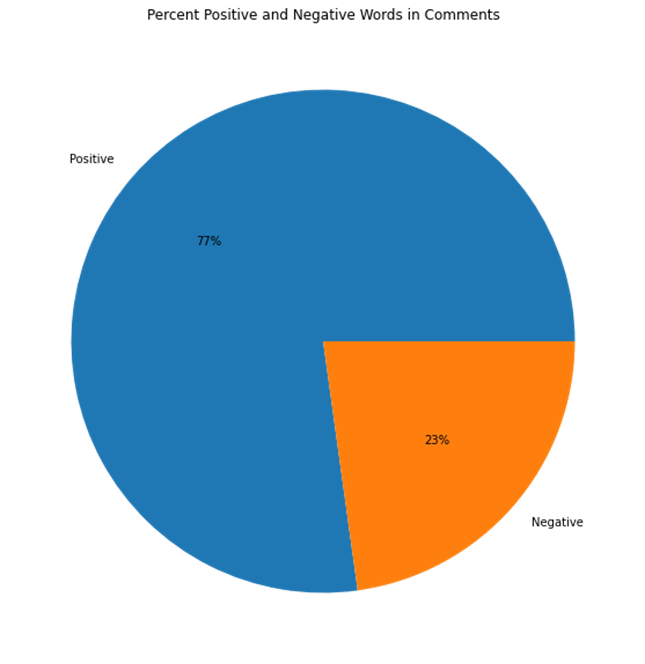 Percent Positive and Negative Words in Comments
Positive
77%
23%
Negative